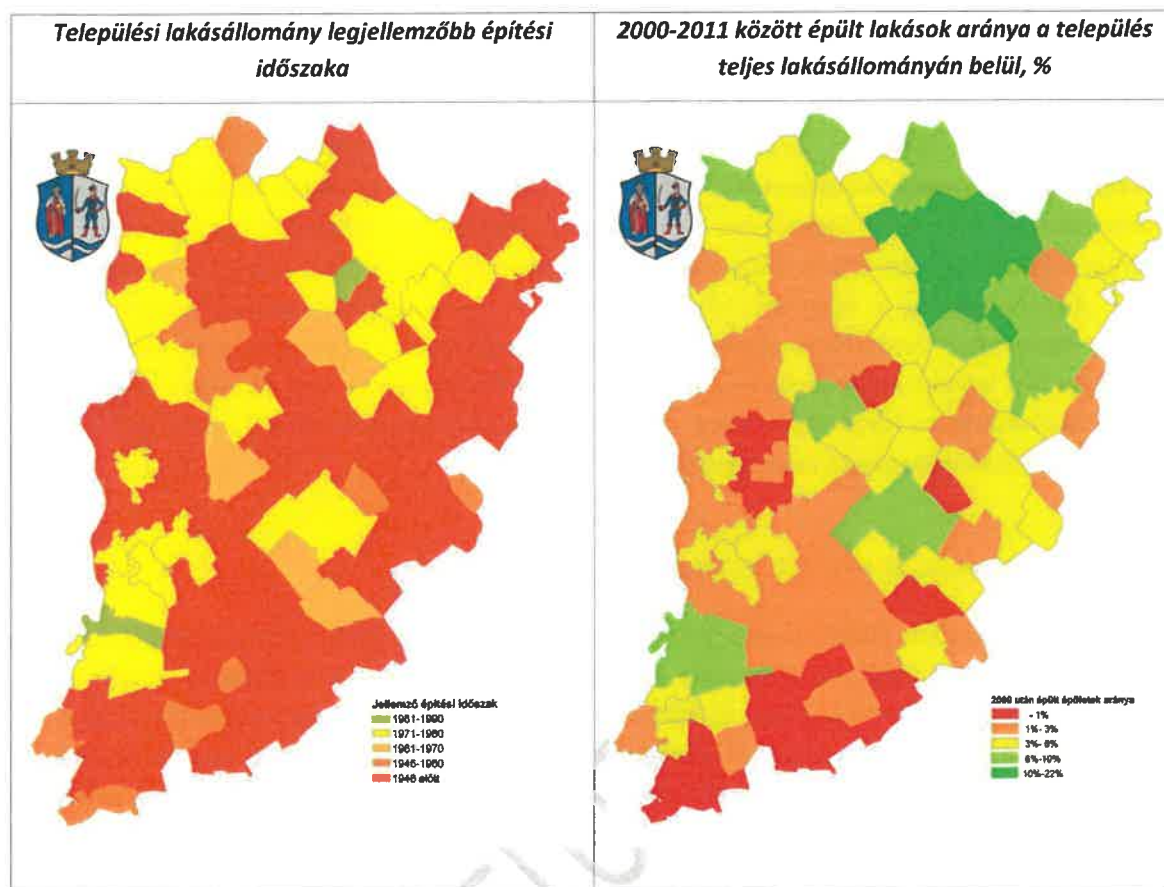 Települési lakásállomány legjellemzőbb építési
időszaka
2000-2011 között épült lakások aránya a település
teljes lakásállományán belül, %
Jellemző építési időszak
1981-1990
1971-1980
1961-1970
1946-1960
1946 előtt
2000 után épült épületek aránya
- 1%
1%- 3%
3%- 6%
6%-10%
10%-22%